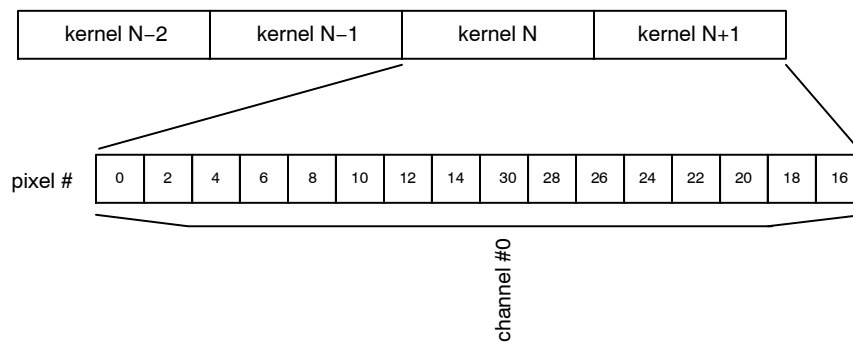 kernel N−2 kernel N−1 kernel N kernel N+1
pixel # 0 2 4 6 8 10 12 14 30 28 26 24 22 20 18 16
channel #0